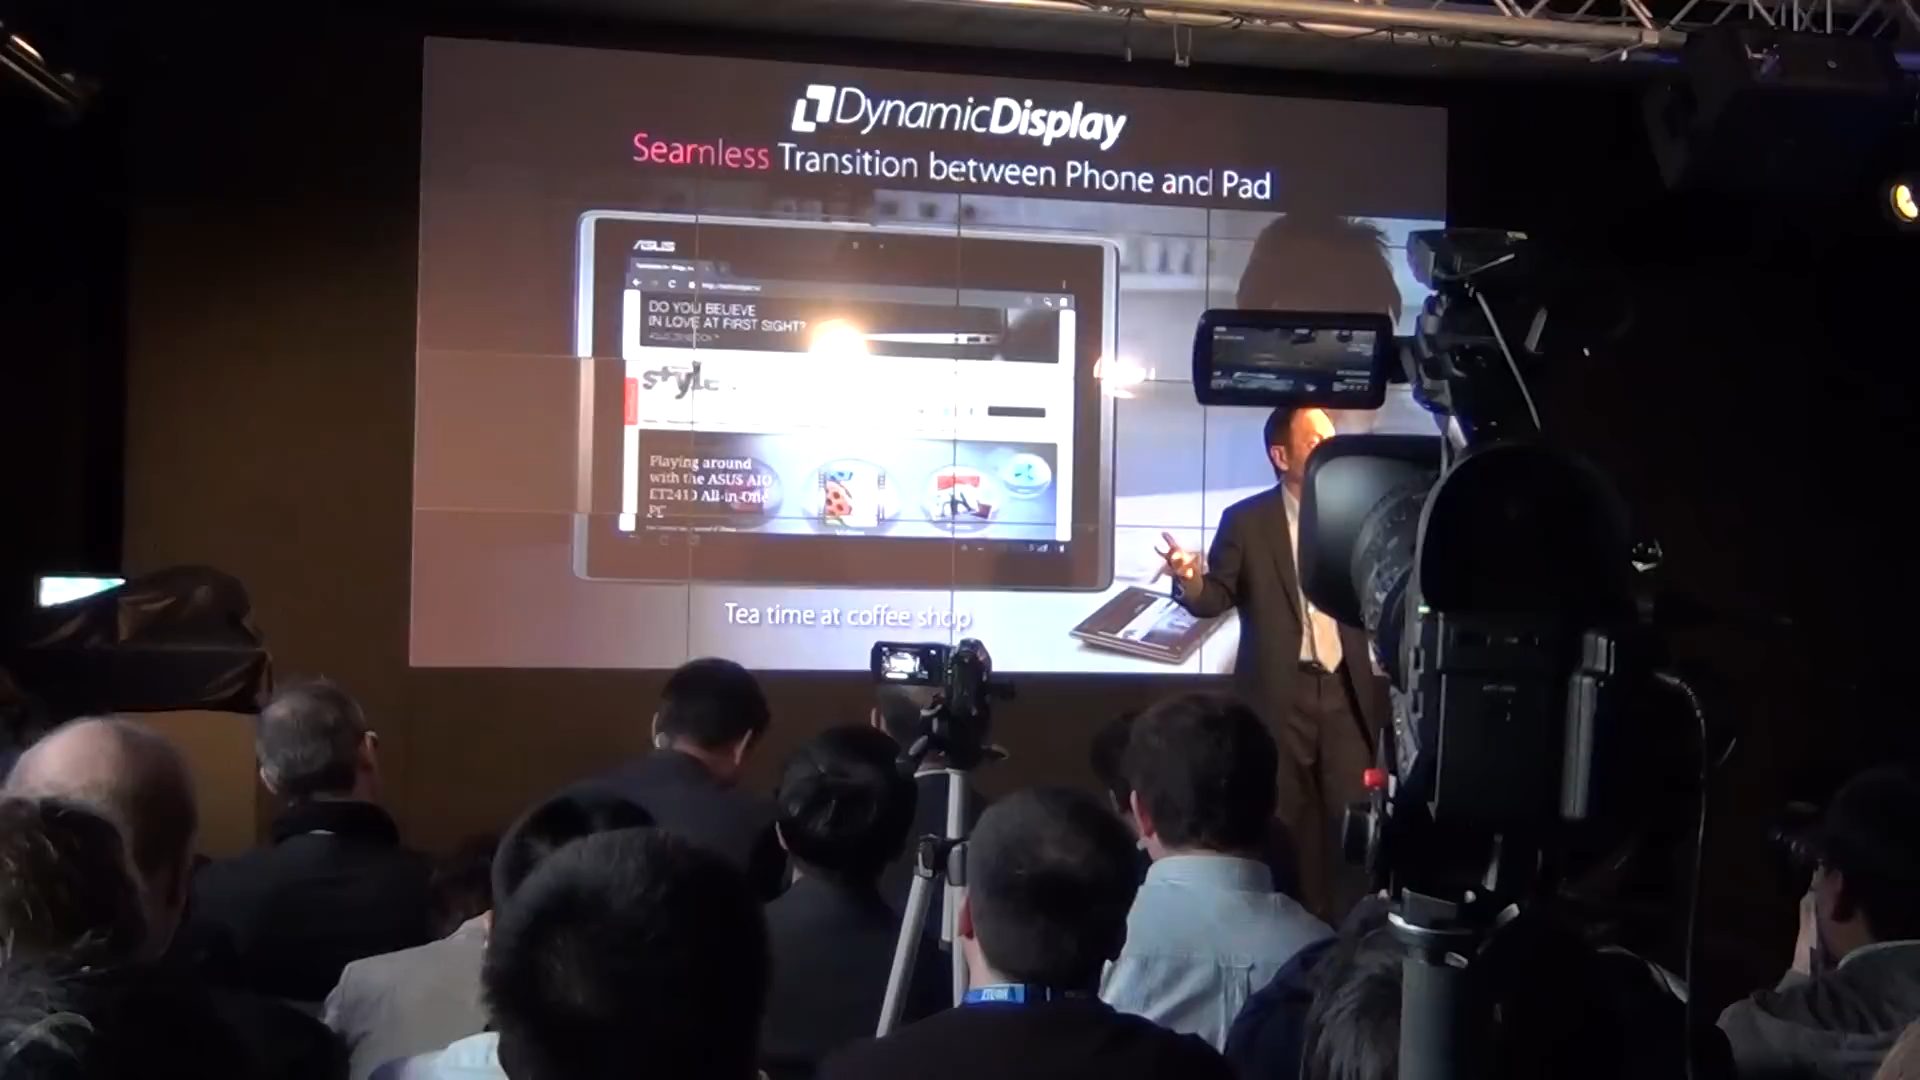 DynamicDisplay
Seamless Transition between Phone and Pad
ASUS
DO YOU BELIEVE
IN LOVE AT FIRST SIGHT?
style
Playing around
with the ASUS AIO
All-in-One
PC
Tea time at coffee shop